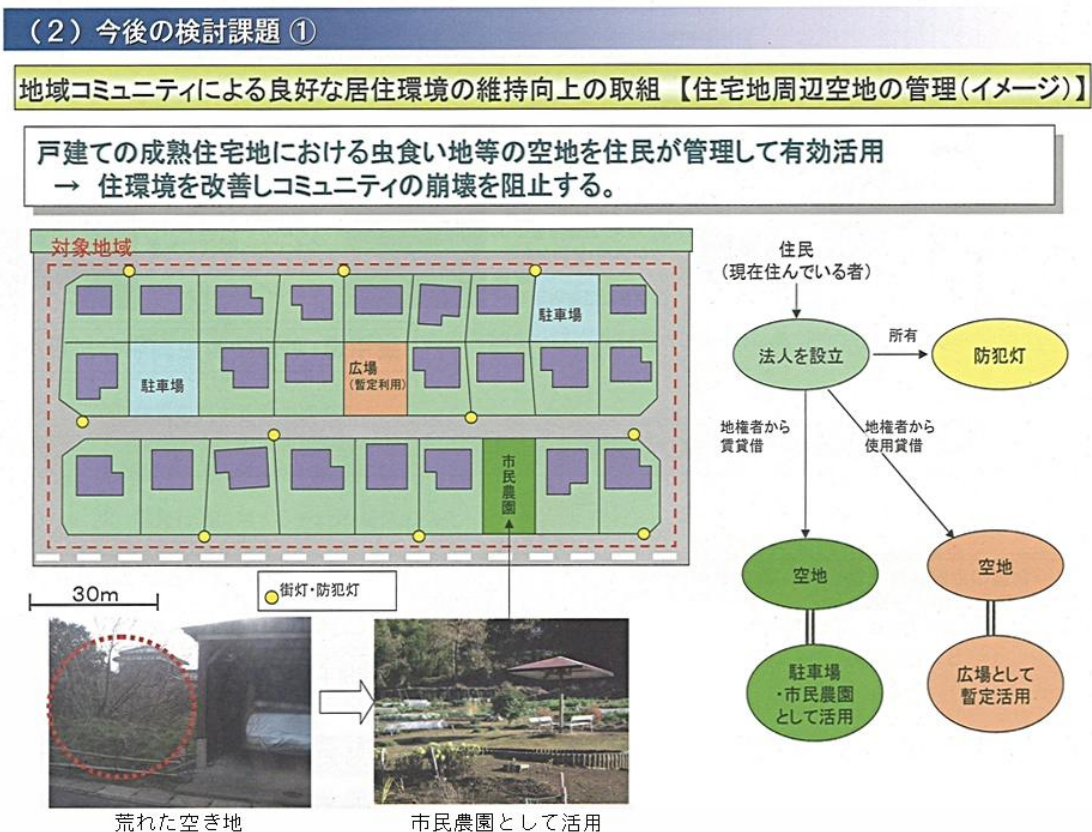 （２）今後の検討課題 ①
地域コミュニティによる良好な居住環境の維持向上の取組 【住宅地周辺空地の管理（イメージ）】
戸建ての成熟住宅地における虫食い地等の空地を住民が管理して有効活用
→ 住環境を改善しコミュニティの崩壊を阻止する。
対象地域
駐車場
駐車場
広場
（暫定利用）
市民農園
30m
街灯・防犯灯
荒れた空き地
市民農園として活用
住民
（現在住んでいる者）
法人を設立
所有
防犯灯
地権者から
賃貸借
地権者から
使用貸借
空地
空地
駐車場
・市民農園
として活用
広場として
暫定活用